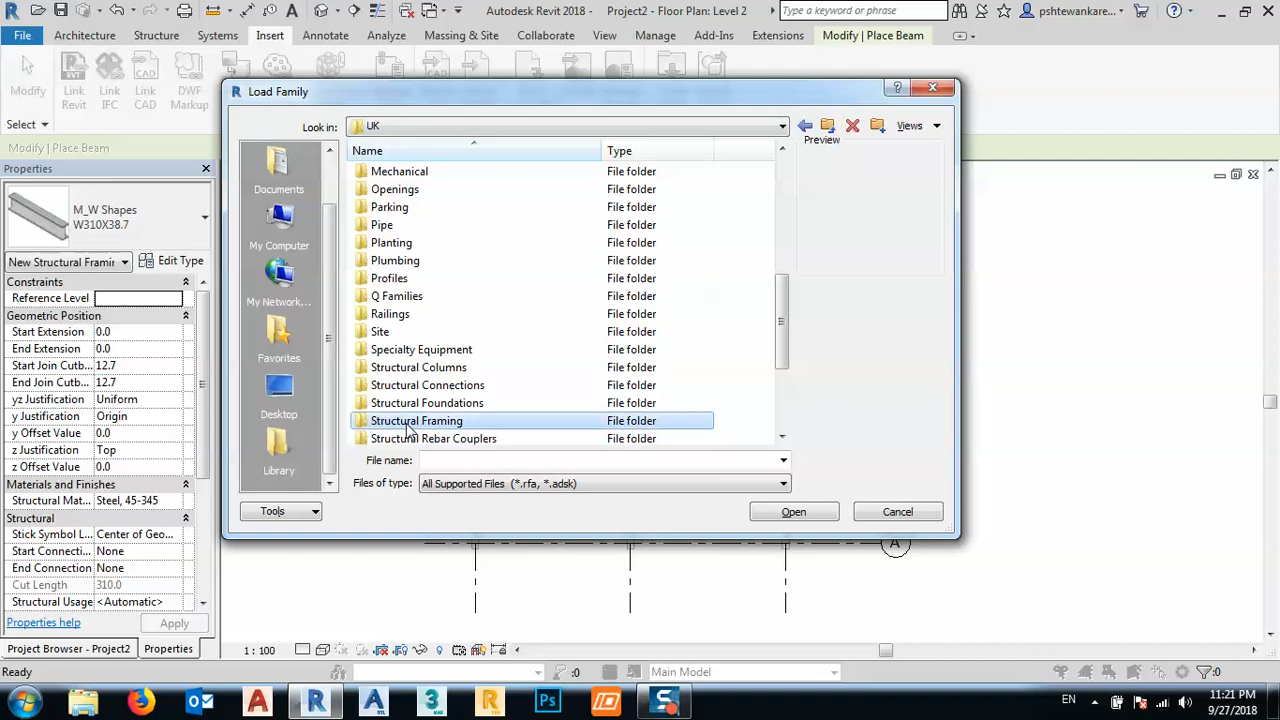 Autodesk Revit 2018 - Project2 - Floor Plan: Level 2
Type a keyword or phrase
pshtewankare...
File
Architecture
Structure
Systems
Insert
Annotate
Analyze
Massing & Site
Collaborate
View
Manage
Add-Ins
Extensions
Modify | Place Beam
Modify
Link Revit
Link IFC
Link CAD
DWF Markup
Select
Modify | Place Beam
Properties
M_W Shapes
W310X38.7
New Structural Framir
Edit Type
Constraints
Reference Level
Geometric Position
Start Extension 0.0
End Extension 0.0
Start Join Cutb... 12.7
End Join Cutb... 12.7
yz Justification Uniform
y Justification Origin
y Offset Value 0.0
z Justification Top
z Offset Value 0.0
Materials and Finishes
Structural Mat... Steel, 45-345
Structural
Stick Symbol L... Center of Geo...
Start Connecti... None
End Connection None
Cut Length 310.0
Structural Usage <Automatic>
Properties help
Apply
Project Browser - Project2
Properties
Ready
Load Family
Look in:
UK
Views
Preview
Name
Type
Documents
My Computer
My Network...
Favorites
Desktop
Library
Mechanical File folder
Openings File folder
Parking File folder
Pipe File folder
Planting File folder
Plumbing File folder
Profiles File folder
Q Families File folder
Railings File folder
Site File folder
Specialty Equipment File folder
Structural Columns File folder
Structural Connections File folder
Structural Foundations File folder
Structural Framing File folder
Structural Rebar Couplers File folder
File name:
Files of type:
All Supported Files (*.rfa, *.adsk)
Tools
Open
Cancel
A
1 : 100
:0
Main Model
:0
EN
11:21 PM
9/27/2018